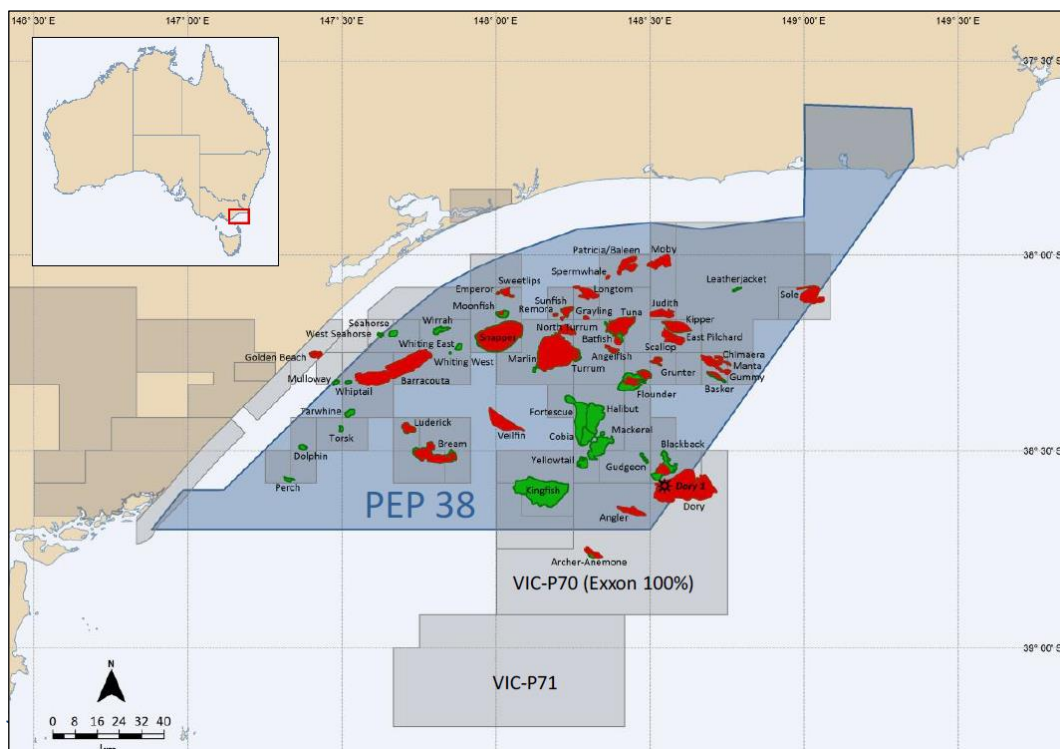 146° 30' E
147° 00' E
147° 30' E
148° 00' E
148° 30' E
149° 00' E
149° 30' E
37° 30' S
38° 00' S
38° 30' S
39° 00' S
Patricia/Baleen
Moby
Spermwhale
Sweetlips
Emperor
Longtom
Leatherjacket
Sole
Moonfish
Sunfish
Remora
Grayling
Tuna
Judith
Seahorse
Wirrah
Snapper
North Turrum
Kipper
West Seahorse
Batfish
East Pilchard
Whiting East
Golden Beach
Whiting West
Marlin
Angelfish
Scallop
Chimaera
Turrum
Manta
Mulloway
Barracouta
Grunter
Gummy
Whiptail
Flounder
Basker
Tarwhine
Fortescue
Halibut
Luderick
Torsk
Veilfin
Cobia
Mackeral
Bream
Blackback
Dolphin
Yellowtail
Gudgeon
Perch
Kingfish
Dory 1
PEP 38
Angler
Dory
Archer-Anemone
VIC-P70 (Exxon 100%)
VIC-P71
N
0 8 16 24 32 40